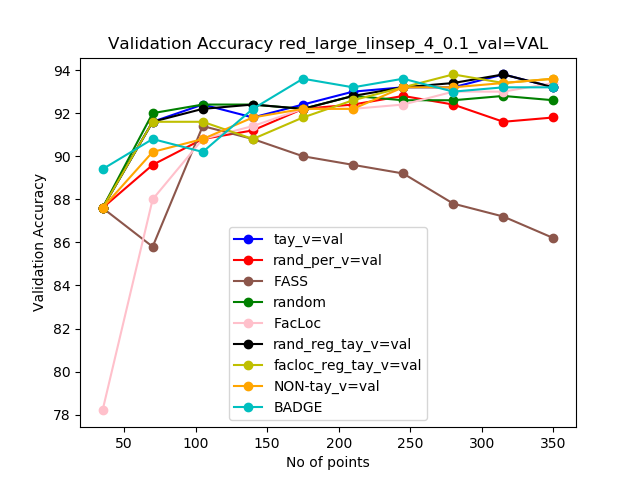 Validation Accuracy red_large_linsep_4_0.1_val=VAL
Validation Accuracy
94
92
90
88
86
84
82
80
78
tay_v=val
rand_per_v=val
FASS
random
FacLoc
rand_reg_tay_v=val
facloc_reg_tay_v=val
NON-tay_v=val
BADGE
50 100 150 200 250 300 350
No of points